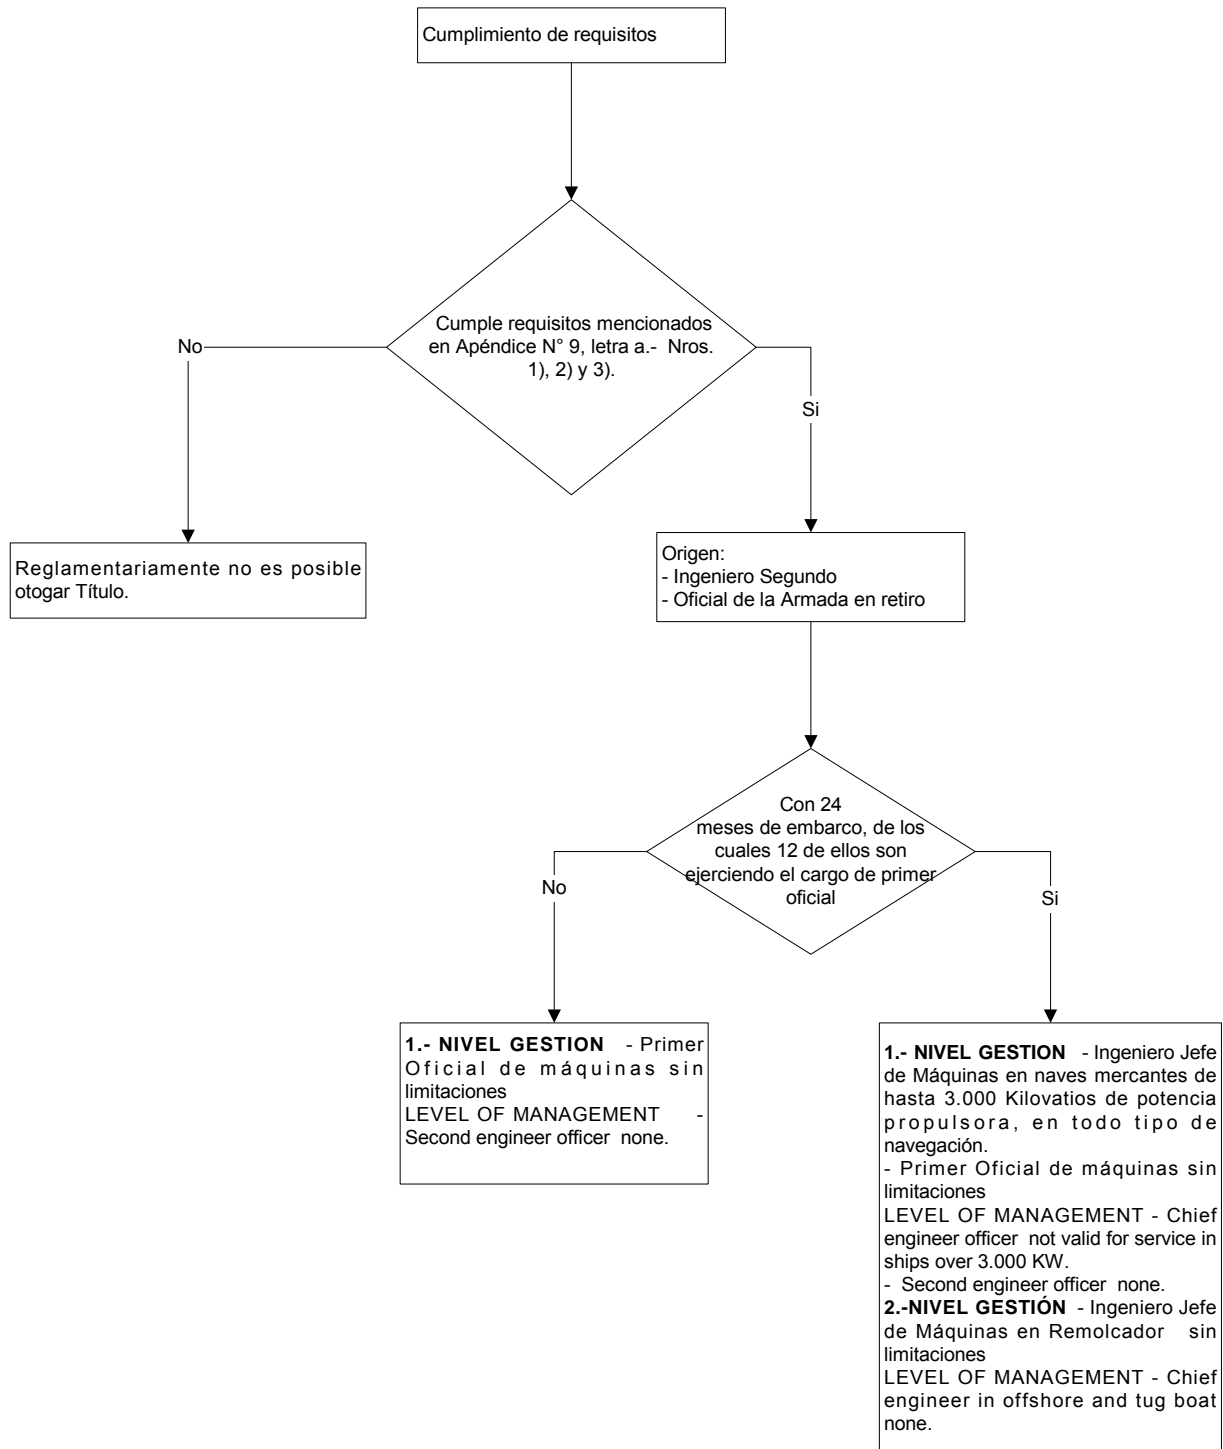 Cumplimiento de requisitos
Cumple requisitos mencionados
en Apéndice N° 9, letra a.- Nros.
1), 2) y 3).
No
Si
Reglamentariamente no es posible
otogar Título.
Origen:
- Ingeniero Segundo
- Oficial de la Armada en retiro
Con 24
meses de embarco, de los
cuales 12 de ellos son
ejerciendo el cargo de primer
oficial
No
Si
1.- NIVEL GESTION - Primer
Oficial de máquinas sin
limitaciones
LEVEL OF MANAGEMENT -
Second engineer officer none.
1.- NIVEL GESTION - Ingeniero Jefe
de Máquinas en naves mercantes de
hasta 3.000 Kilovatios de potencia
propulsora, en todo tipo de
navegación.
- Primer Oficial de máquinas sin
limitaciones
LEVEL OF MANAGEMENT - Chief
engineer officer not valid for service in
ships over 3.000 KW.
- Second engineer officer none.
2.-NIVEL GESTIÓN - Ingeniero Jefe
de Máquinas en Remolcador sin
limitaciones
LEVEL OF MANAGEMENT - Chief
engineer in offshore and tug boat
none.